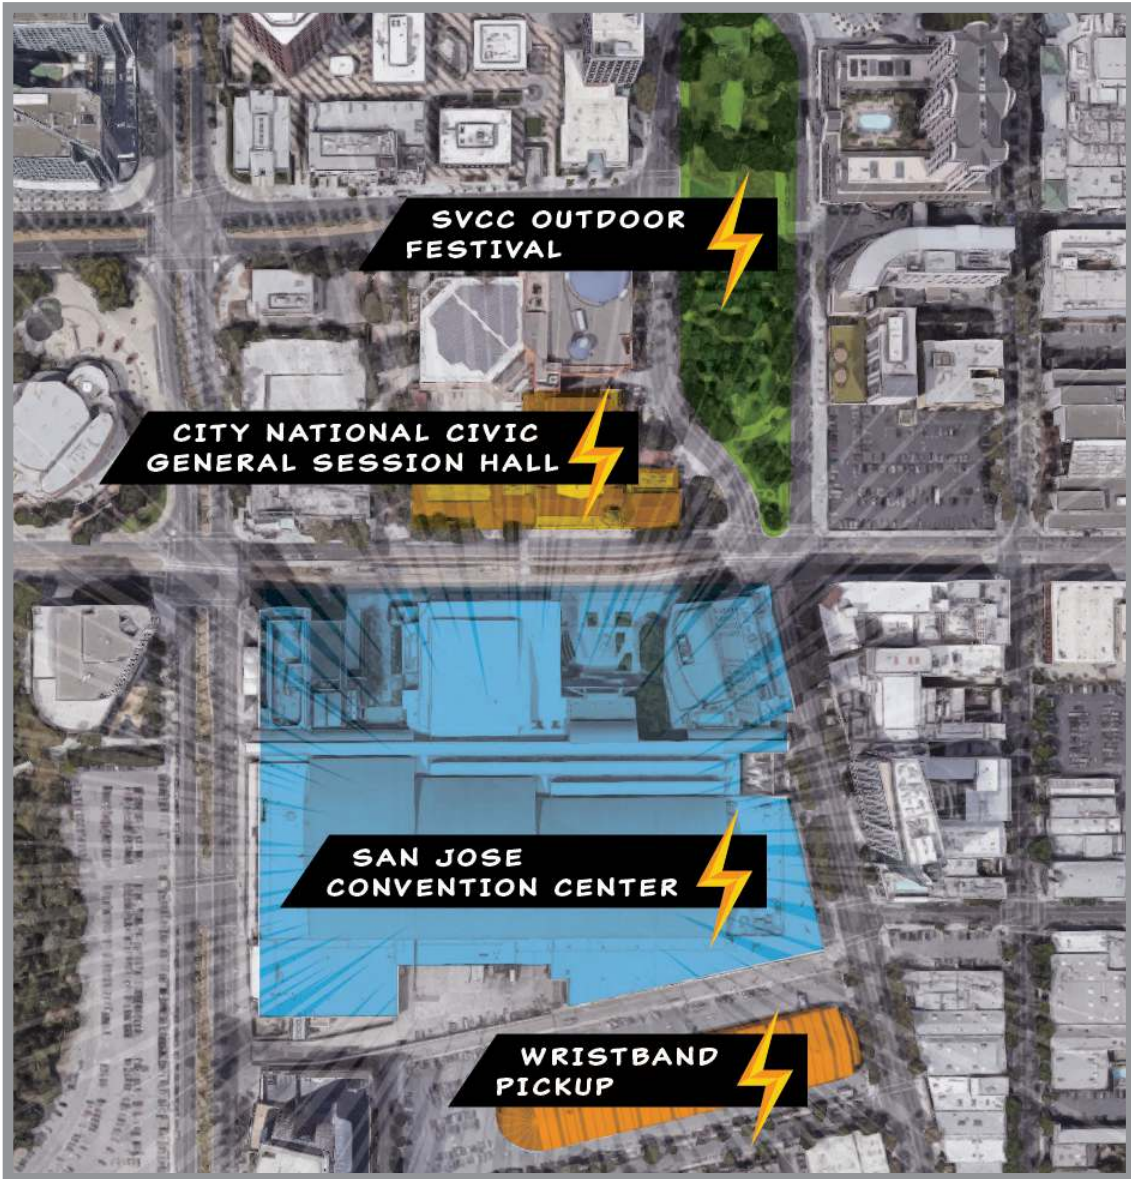 SVCC OUTDOOR
FESTIVAL
CITY NATIONAL CIVIC
GENERAL SESSION HALL
SAN JOSE
CONVENTION CENTER
WRISTBAND
PICKUP